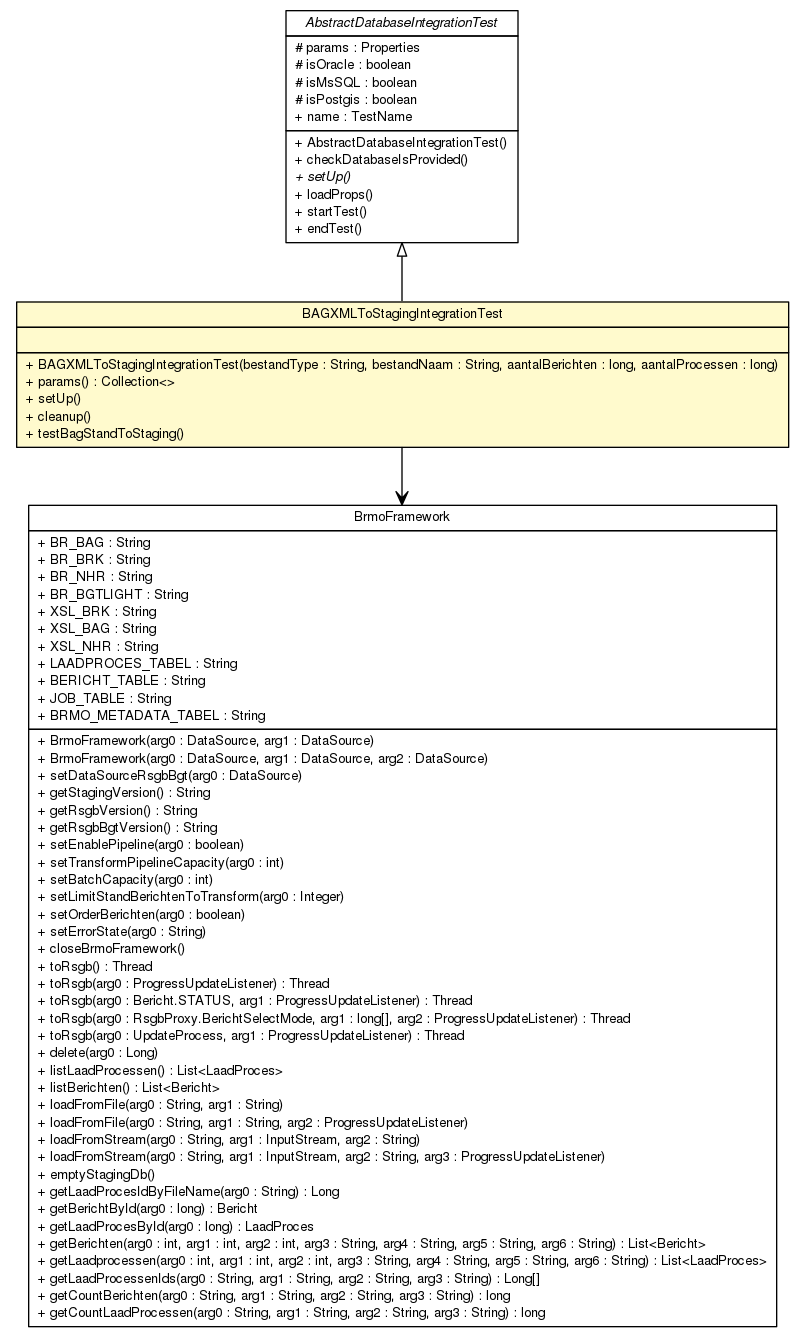 AbstractDatabaseIntegrationTest
# params : Properties
# isOracle : boolean
# isMsSQL : boolean
# isPostgis : boolean
+ name : TestName
+ AbstractDatabaseIntegrationTest()
+ checkDatabaseIsProvided()
+ setUp()
+ loadProps()
+ startTest()
+ endTest()
BAGXMLToStagingIntegrationTest
+ BAGXMLToStagingIntegrationTest(bestandType : String, bestandNaam : String, aantalBerichten : long, aantalProcessen : long)
+ params() : Collection<>
+ setUp()
+ cleanup()
+ testBagStandToStaging()
BrmoFramework
+ BR_BAG : String
+ BR_BRK : String
+ BR_NHR : String
+ BR_BGTLIGHT : String
+ XSL_BRK : String
+ XSL_BAG : String
+ XSL_NHR : String
+ LAADPROCES_TABEL : String
+ BERICHT_TABLE : String
+ JOB_TABLE : String
+ BRMO_METADATA_TABEL : String
+ BrmoFramework(arg0 : DataSource, arg1 : DataSource)
+ BrmoFramework(arg0 : DataSource, arg1 : DataSource, arg2 : DataSource)
+ setDataSourceRsgbBgt(arg0 : DataSource)
+ getStagingVersion() : String
+ getRsgbVersion() : String
+ getRsgbBgtVersion() : String
+ setEnablePipeline(arg0 : boolean)
+ setTransformPipelineCapacity(arg0 : int)
+ setBatchCapacity(arg0 : int)
+ setLimitStandBerichtenToTransform(arg0 : Integer)
+ setOrderBerichten(arg0 : boolean)
+ setErrorState(arg0 : String)
+ closeBrmoFramework()
+ toRsgb() : Thread
+ toRsgb(arg0 : ProgressUpdateListener) : Thread
+ toRsgb(arg0 : Bericht.STATUS, arg1 : ProgressUpdateListener) : Thread
+ toRsgb(arg0 : RsgbProxy.BerichtSelectMode, arg1 : long[], arg2 : ProgressUpdateListener) : Thread
+ toRsgb(arg0 : UpdateProcess, arg1 : ProgressUpdateListener) : Thread
+ delete(arg0 : Long)
+ listLaadProcessen() : List<LaadProces>
+ listBerichten() : List<Bericht>
+ loadFromFile(arg0 : String, arg1 : String)
+ loadFromFile(arg0 : String, arg1 : String, arg2 : ProgressUpdateListener)
+ loadFromStream(arg0 : String, arg1 : InputStream, arg2 : String)
+ loadFromStream(arg0 : String, arg1 : InputStream, arg2 : String, arg3 : ProgressUpdateListener)
+ emptyStagingDb()
+ getLaadProcesIdByFileName(arg0 : String) : Long
+ getBerichtById(arg0 : long) : Bericht
+ getLaadProcesById(arg0 : long) : LaadProces
+ getBerichten(arg0 : int, arg1 : int, arg2 : int, arg3 : String, arg4 : String, arg5 : String, arg6 : String) : List<Bericht>
+ getLaadprocessen(arg0 : int, arg1 : int, arg2 : int, arg3 : String, arg4 : String, arg5 : String, arg6 : String) : List<LaadProces>
+ getLaadProcessenIds(arg0 : String, arg1 : String, arg2 : String, arg3 : String) : Long[]
+ getCountBerichten(arg0 : String, arg1 : String, arg2 : String, arg3 : String) : long
+ getCountLaadProcessen(arg0 : String, arg1 : String, arg2 : String, arg3 : String) : long